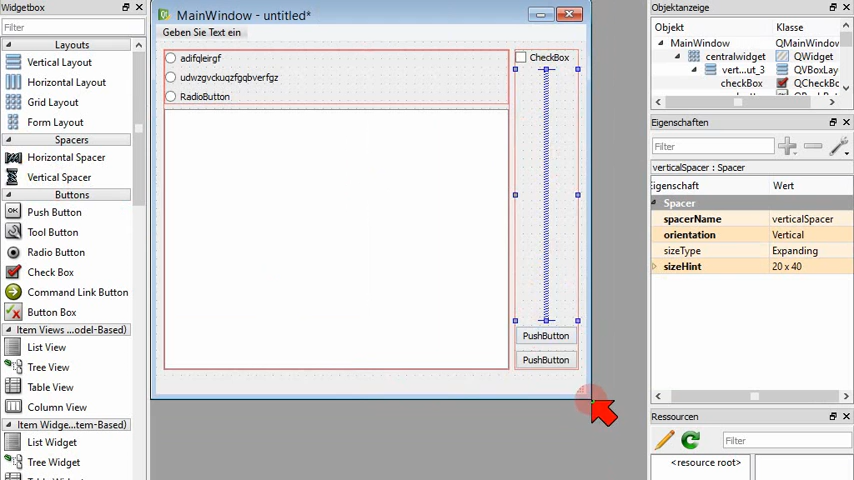 Widgetbox
Filter
Layouts
Vertical Layout
Horizontal Layout
Grid Layout
Form Layout
Spacers
Horizontal Spacer
Vertical Spacer
Buttons
OK
Push Button
Tool Button
Radio Button
Check Box
Command Link Button
Button Box
Item Views ...odel-Based)
List View
Tree View
Table View
Column View
Item Widge...tem-Based)
List Widget
Tree Widget
MainWindow - untitled*
Geben Sie Text ein
adifqleirgf
udwzgvckuqzfgqbverfgz
RadioButton
CheckBox
PushButton
PushButton
Objektanzeige
Objekt Klasse
MainWindow QMainWindow
centralwidget QWidget
vert...ut_3 QVBoxLay
checkBox QCheckBc
Eigenschaften
Filter
verticalSpacer : Spacer
Eigenschaft Wert
Spacer
spacerName verticalSpacer
orientation Vertical
sizeType Expanding
sizeHint 20 x 40
Ressourcen
Filter
<resource root>